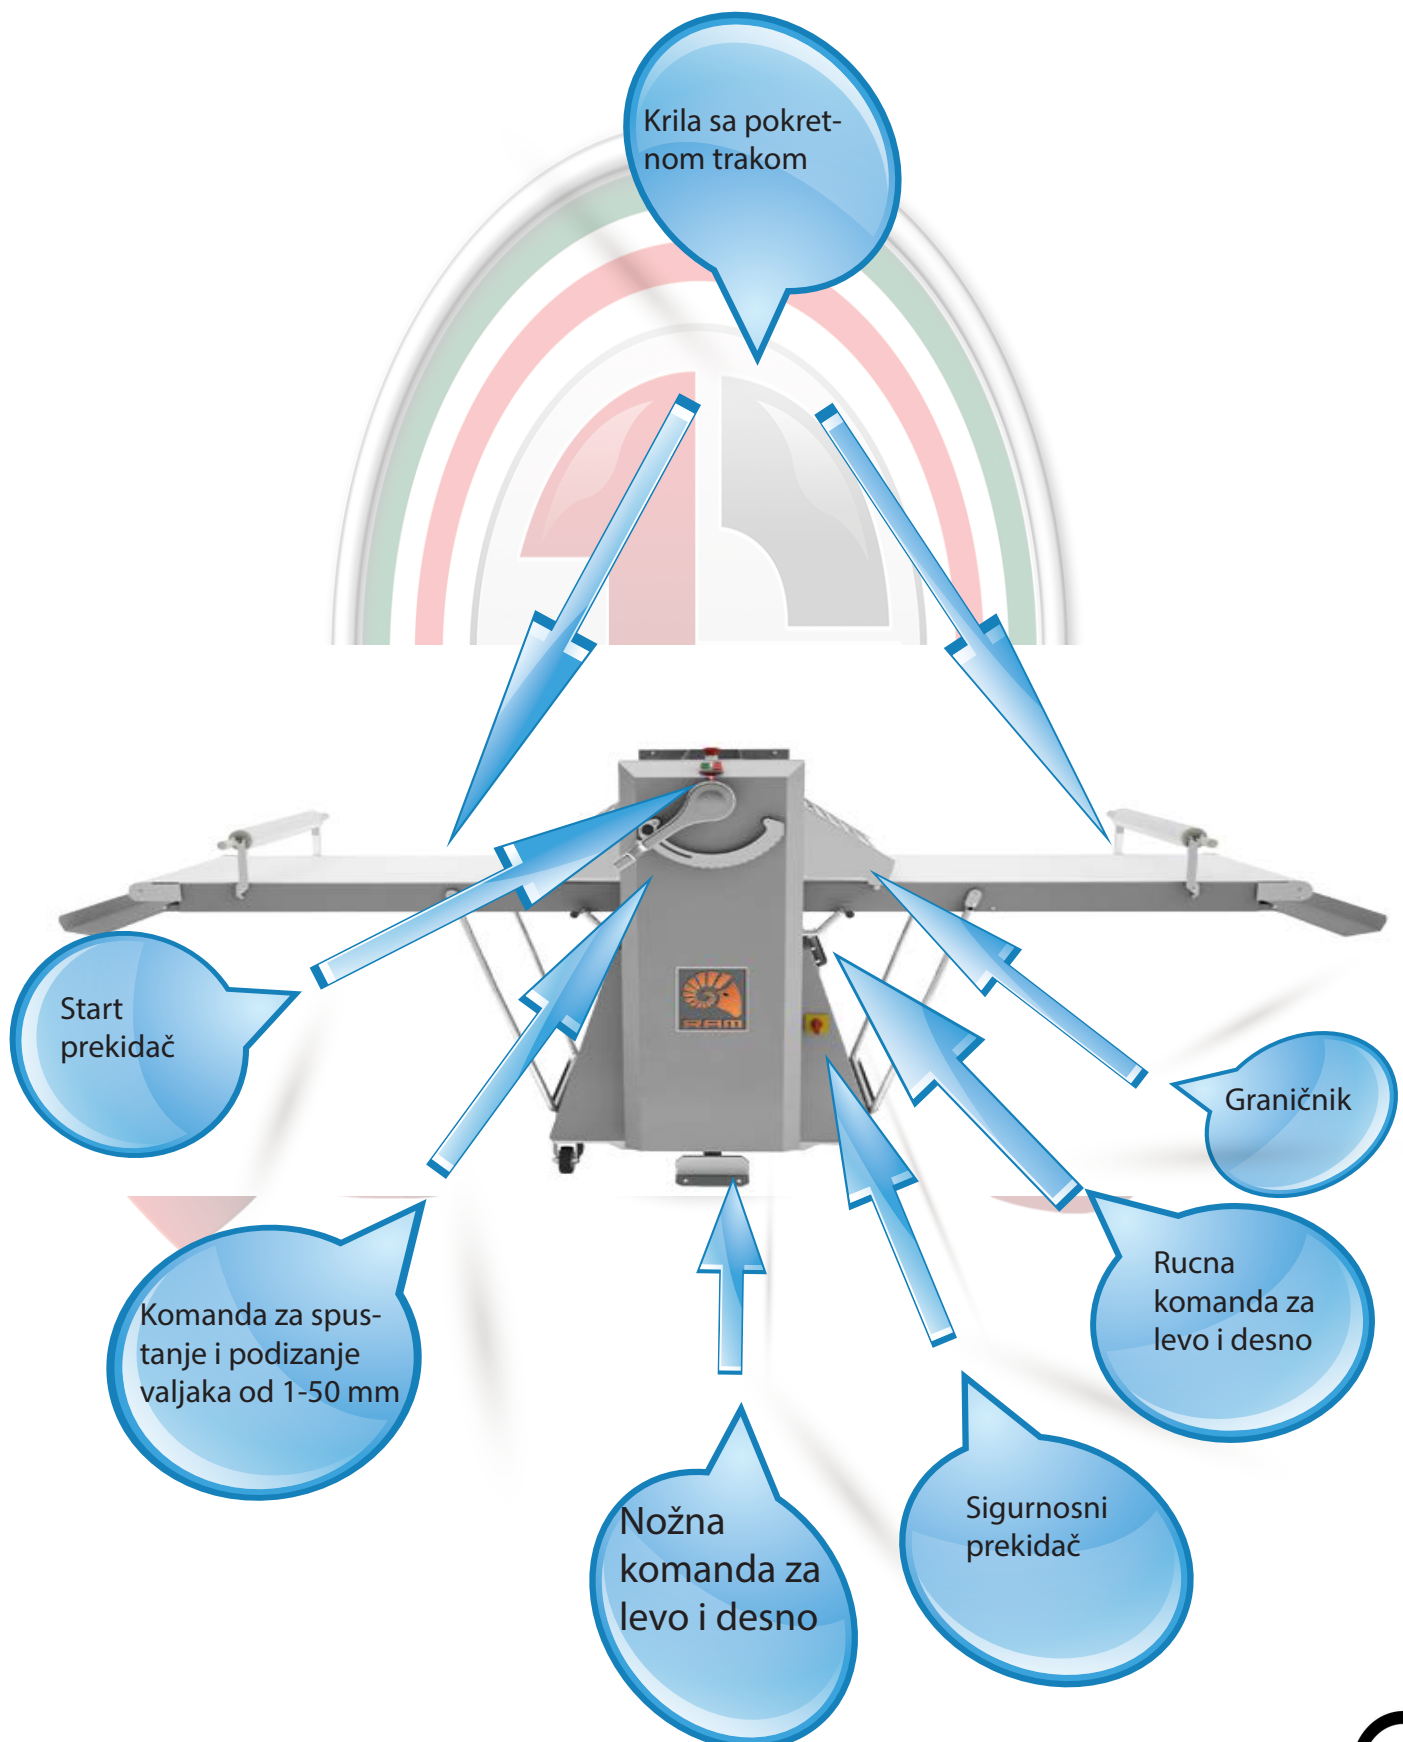 Krila sa pokret-
nom trakom
Start
prekidač
RAM
Graničnik
Rucna
komanda za
levo i desno
Komanda za spus-
tanje i podizanje
valjaka od 1-50 mm
Sigurnosni
prekidač
Nožna
komanda za
levo i desno